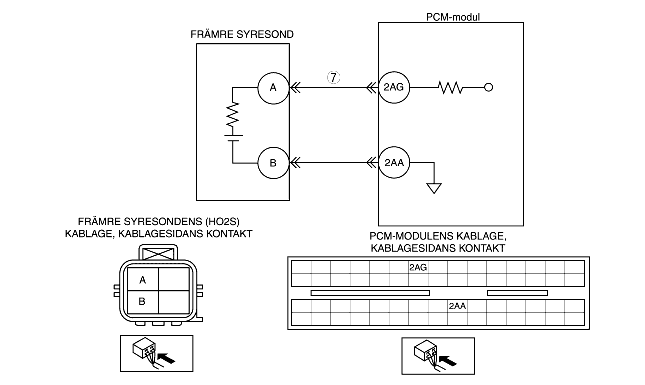 PCM-modul
FRÄMRE SYRESOND
A
7
2AG
B
2AA
FRÄMRE SYRESONDENS (HO2S)
KABLAGE, KABLAGESIDANS KONTAKT
PCM-MODULENS KABLAGE,
KABLAGESIDANS KONTAKT
A
B
2AG
2AA